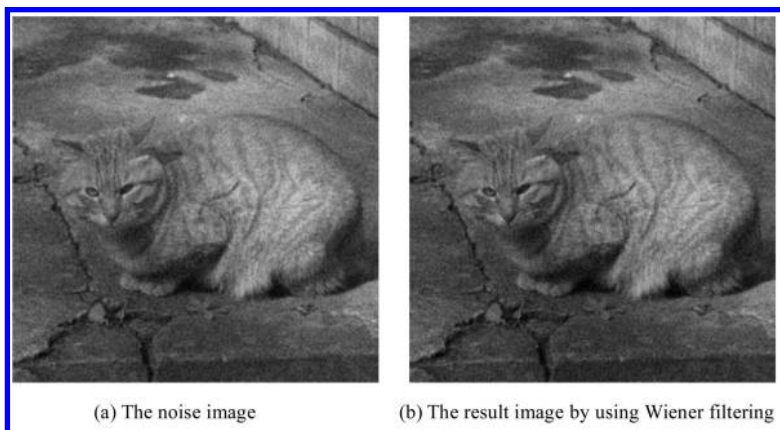 (a) The noise image
(b) The result image by using Wiener filtering